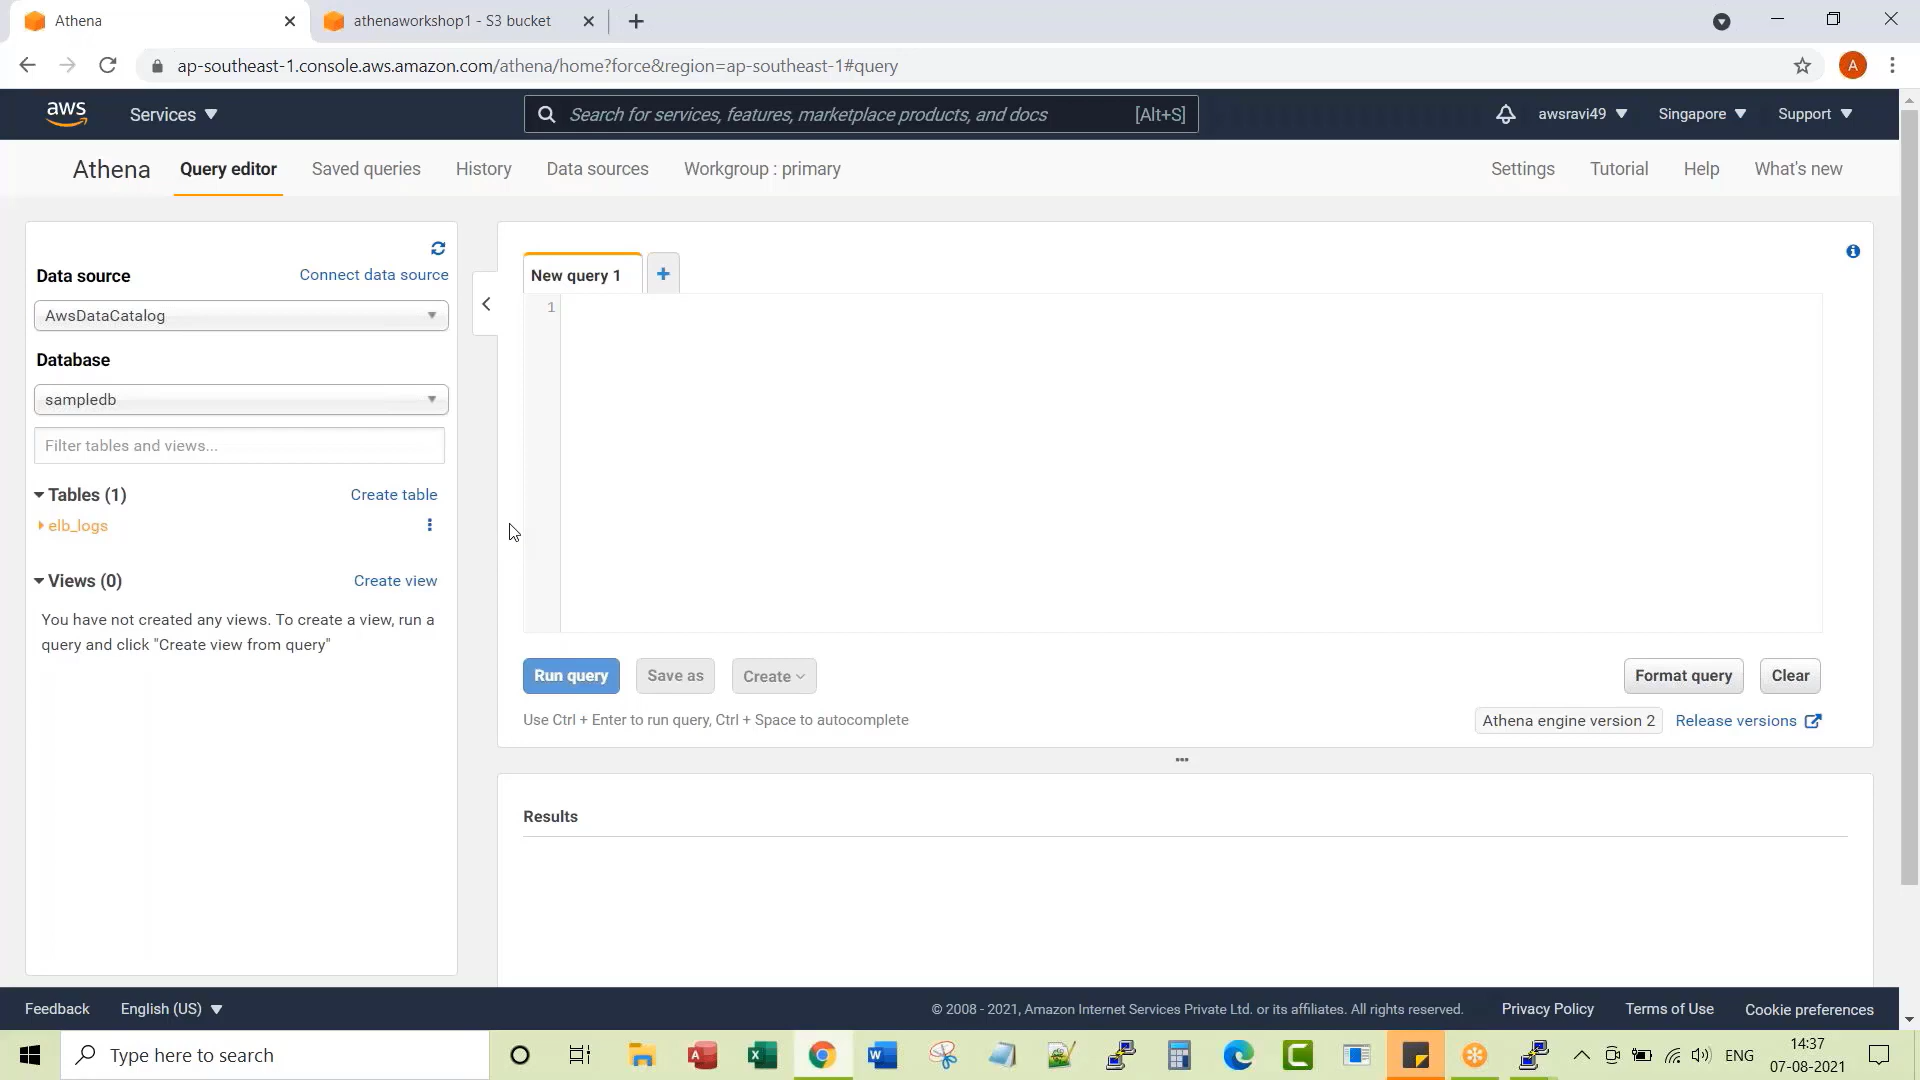 Athena
athenaworkshop1 - S3 bucket
ap-southeast-1.console.aws.amazon.com/athena/home?force&region=ap-southeast-1#query
A
aws
Services
Search for services, features, marketplace products, and docs
[Alt+S]
awsravi49
Singapore
Support
Athena
Query editor
Saved queries
History
Data sources
Workgroup : primary
Settings
Tutorial
Help
What's new
Data source
Connect data source
AwsDataCatalog
Database
sampledb
Filter tables and views...
Tables (1)
Create table
elb_logs
Views (0)
Create view
You have not created any views. To create a view, run a
query and click "Create view from query"
New query 1
1
Run query
Save as
Create
Format query
Clear
Use Ctrl + Enter to run query, Ctrl + Space to autocomplete
Athena engine version 2
Release versions
Results
Feedback
English (US)
© 2008 - 2021, Amazon Internet Services Private Ltd. or its affiliates. All rights reserved.
Privacy Policy
Terms of Use
Cookie preferences
Type here to search
ENG
14:37
07-08-2021